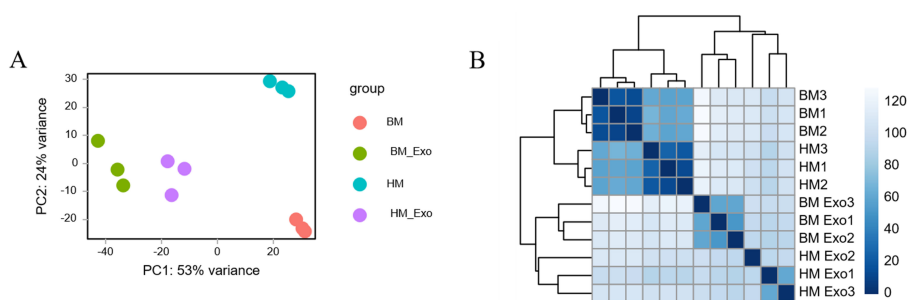 A
PC2: 24% variance
30
20
10
0
-10
-20
-40
-20
0
20
PC1: 53% variance
group
BM
BM_Exo
HM
HM_Exo
B
BM3
BM1
BM2
HM3
HM1
HM2
BM Exo3
BM Exo1
BM Exo2
HM Exo2
HM Exo1
HM Exo3
120
100
80
60
40
20
0